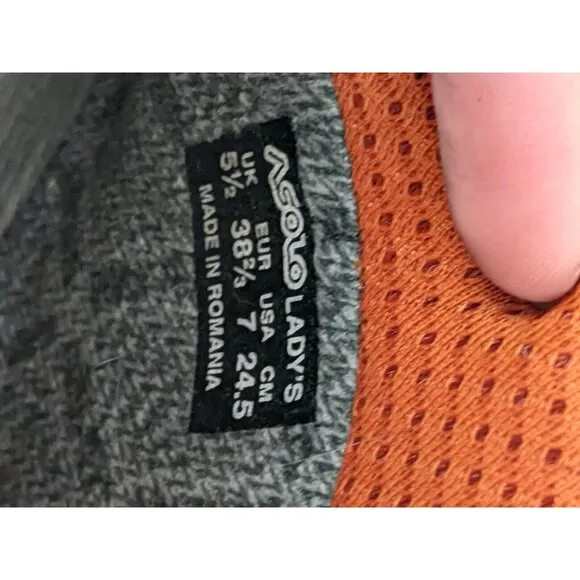 ASOLO LADY'S
UK EUR USA CM
5½ 38⅔ 7 24.5
MADE IN ROMANIA